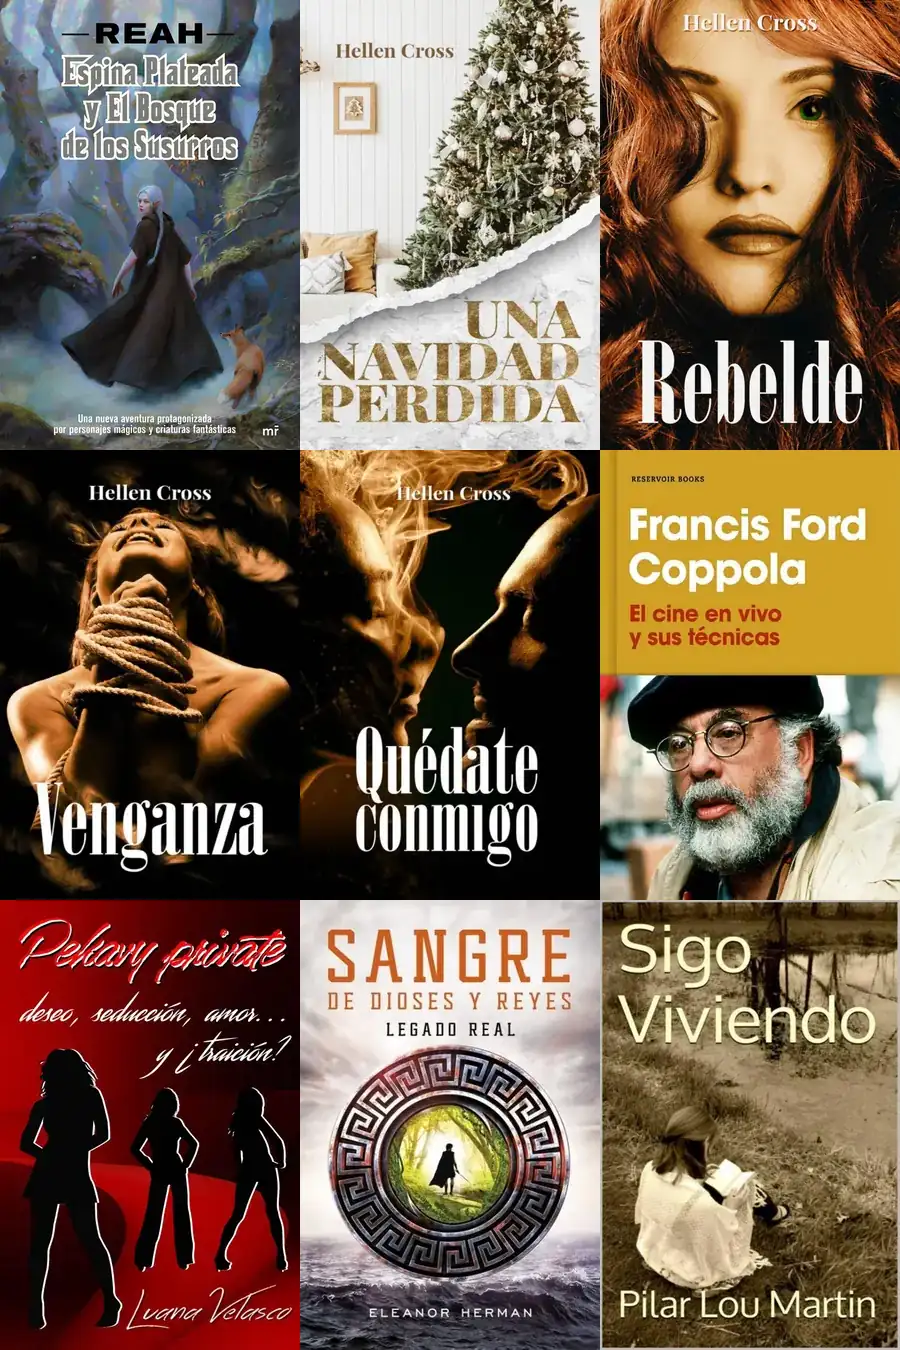 REAH
Espina Plateada
y El Bosque
de los Susurros
Una nueva aventura protagonizada
por personajes mágicos y criaturas fantásticas
mr
Hellen Cross
UNA
NAVIDAD
PERDIDA
Hellen Cross
Rebelde
Hellen Cross
Venganza
Hellen Cross
Quédate
conmigo
RESERVOIR BOOKS
Francis Ford
Coppola
El cine en vivo
y sus técnicas
Pekavy private
deseo, seducción, amor...
y ¿traición?
Luana Velasco
SANGRE
DE DIOSES Y REYES
LEGADO REAL
ELEANOR HERMAN
Sigo
Viviendo
Pilar Lou Martin